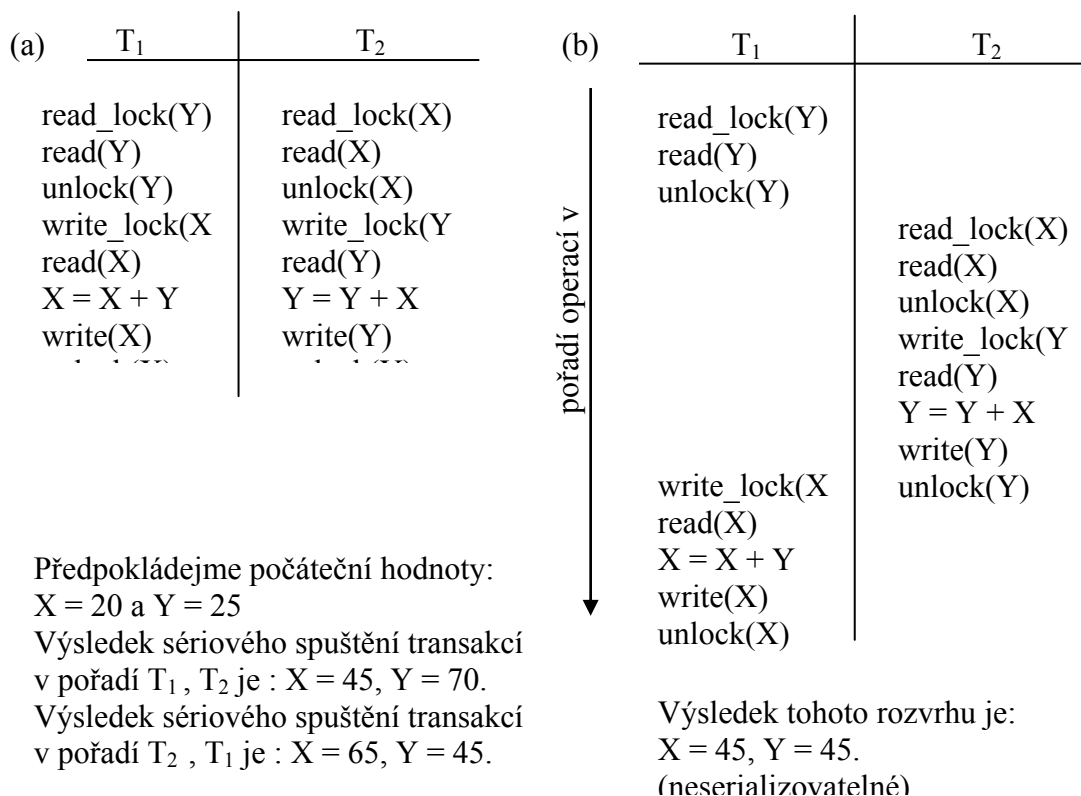 (a)
T₁ T₂
read_lock(Y) read_lock(X)
read(Y) read(X)
unlock(Y) unlock(X)
write_lock(X write_lock(Y
read(X) read(Y)
X = X + Y Y = Y + X
write(X) write(Y)
Předpokládejme počáteční hodnoty:
X = 20 a Y = 25
Výsledek sériového spuštění transakcí
v pořadí T₁ , T₂ je : X = 45, Y = 70.
Výsledek sériového spuštění transakcí
v pořadí T₂ , T₁ je : X = 65, Y = 45.
(b)
T₁ T₂
pořadí operací v
read_lock(Y)
read(Y)
unlock(Y)
read_lock(X)
read(X)
unlock(X)
write_lock(Y
read(Y)
Y = Y + X
write(Y)
write_lock(X unlock(Y)
read(X)
X = X + Y
write(X)
unlock(X)
Výsledek tohoto rozvrhu je:
X = 45, Y = 45.
(neserializovatelné)